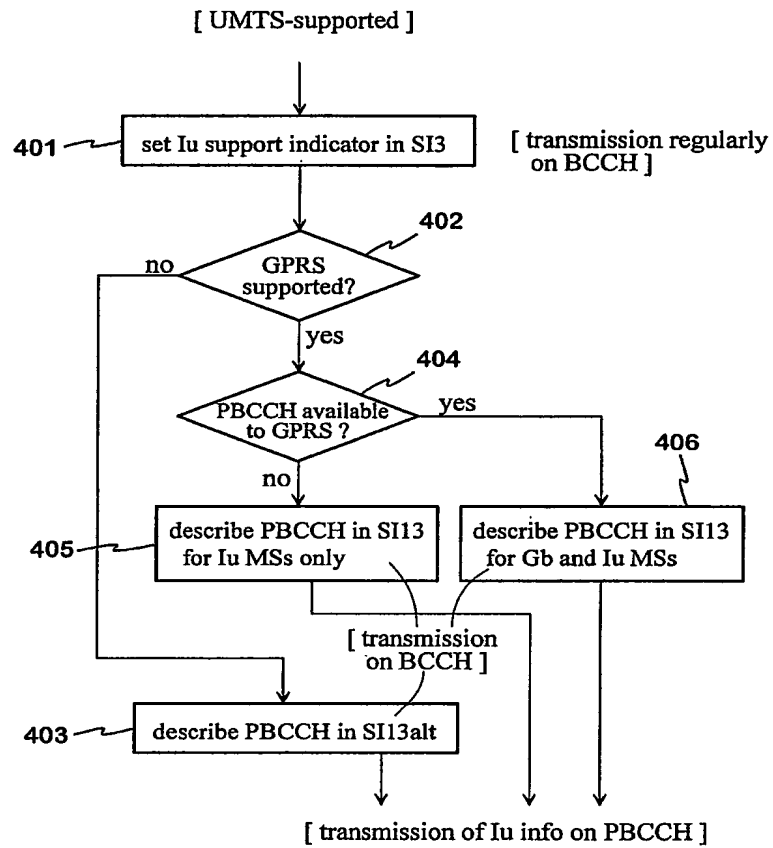 [ UMTS-supported ]
401
set Iu support indicator in SI3
[ transmission regularly
on BCCH ]
402
no
GPRS
supported?
yes
404
PBCCH available
to GPRS ?
yes
406
no
405
describe PBCCH in SI13
for Iu MSs only
describe PBCCH in SI13
for Gb and Iu MSs
[ transmission
on BCCH ]
403
describe PBCCH in SI13alt
[ transmission of Iu info on PBCCH ]